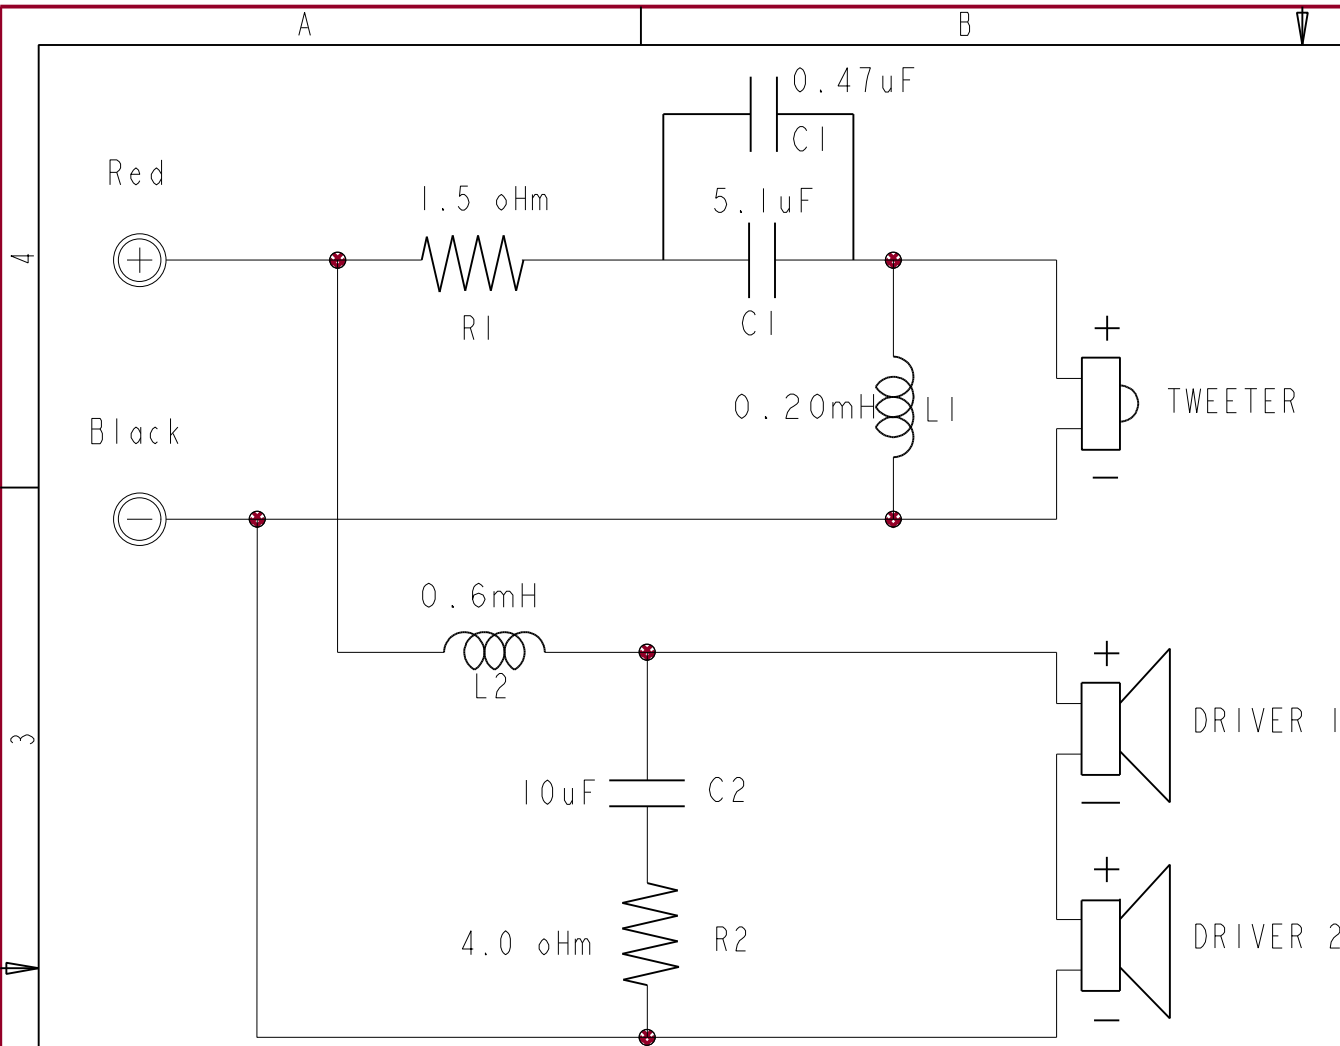 A
B
0.47uF
C1
Red
1.5 oHm
5.1uF
4
+
R1
C1
+
0.20mH
L1
TWEETER
Black
−
−
0.6mH
L2
+
DRIVER 1
3
10uF
C2
−
+
4.0 oHm
R2
DRIVER 2
−